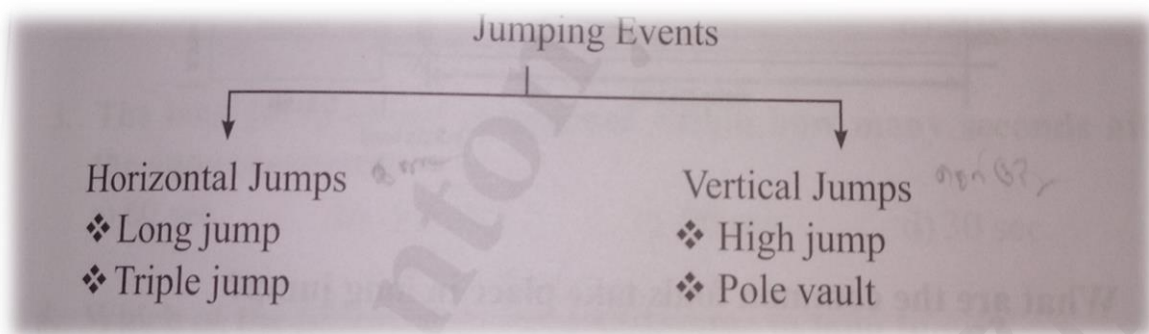 Jumping Events
Horizontal Jumps
❖ Long jump
❖ Triple jump
Vertical Jumps
❖ High jump
❖ Pole vault